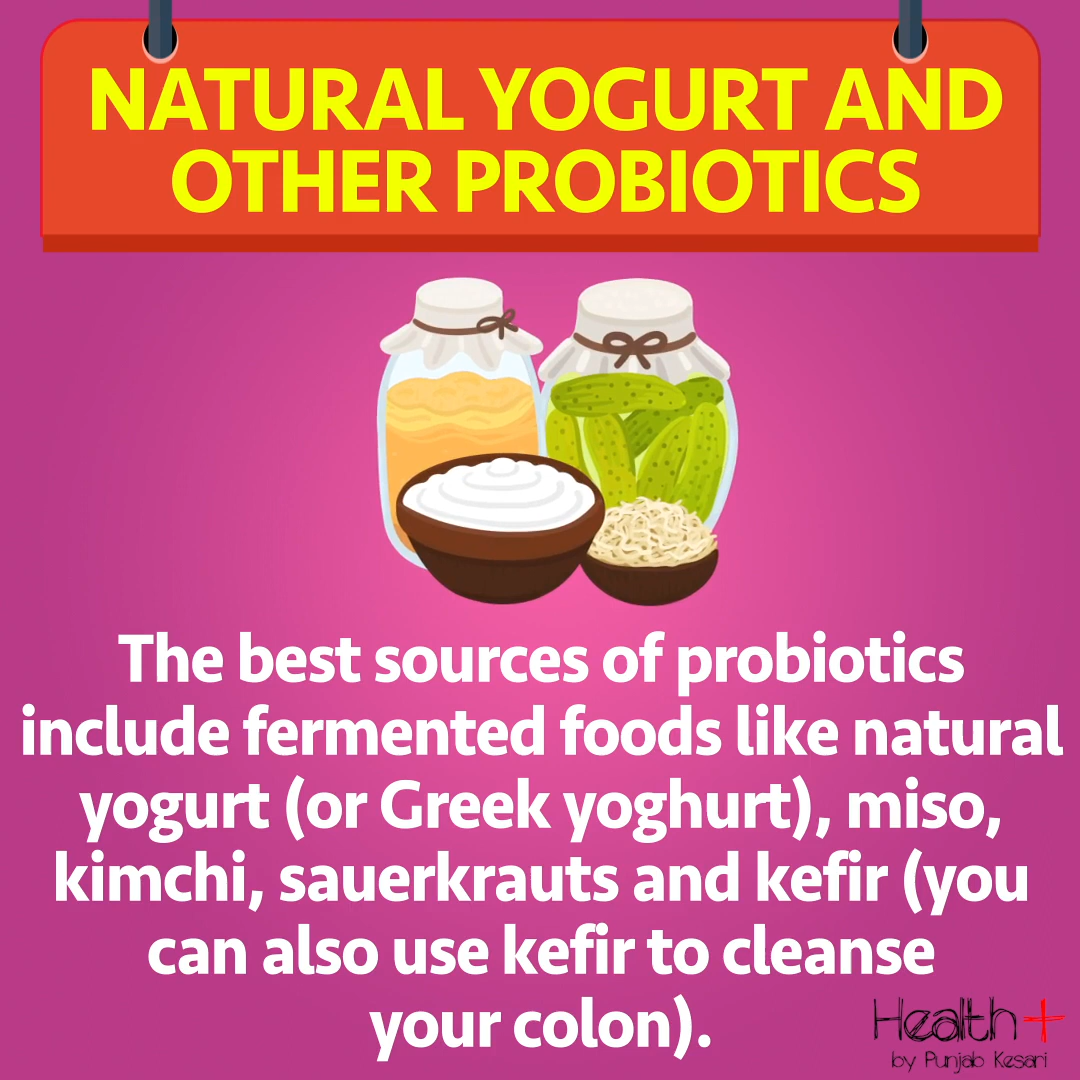 NATURAL YOGURT AND
OTHER PROBIOTICS
The best sources of probiotics
include fermented foods like natural
yogurt (or Greek yoghurt), miso,
kimchi, sauerkrauts and kefir (you
can also use kefir to cleanse
your colon).
Health+
by Punjab Kesari